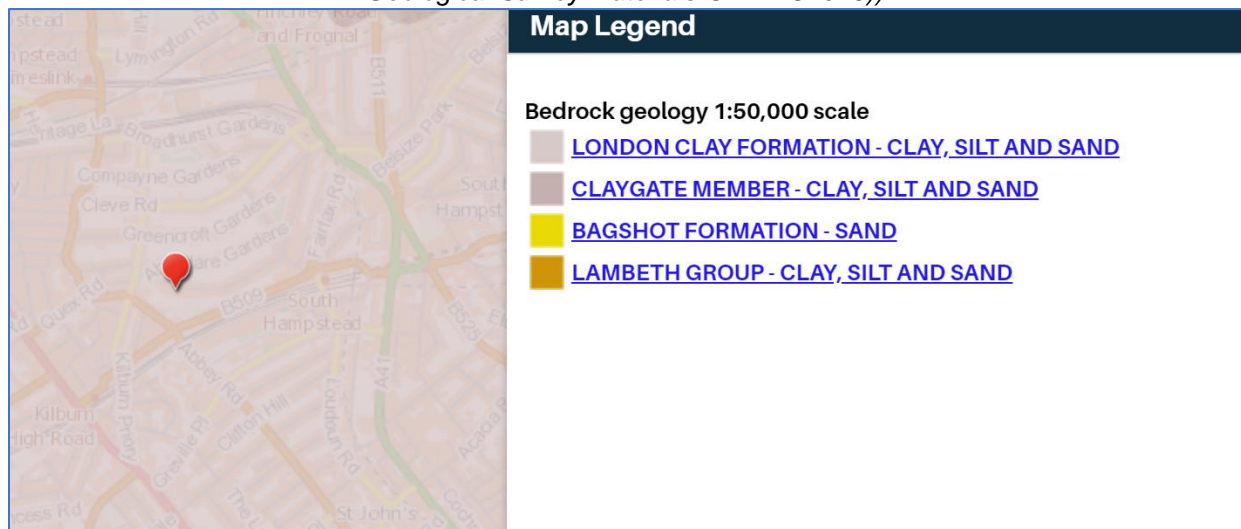 Finchley Road
and Frognal
Map Legend
Bedrock geology 1:50,000 scale
LONDON CLAY FORMATION - CLAY, SILT AND SAND
CLAYGATE MEMBER - CLAY, SILT AND SAND
BAGSHOT FORMATION - SAND
LAMBETH GROUP - CLAY, SILT AND SAND
B511
Broadhurst Gardens
Belsize Park
Compayne Gardens
Cleve Rd
Fairfax Rd
Greencroft Gardens
B509
South
Hampstead
B525
Quex Rd
Abbey Rd
A41
Kilburn Priory
Loudoun Rd
Clifton Hill
Kilburn
High Road
Greville Pl
St John's